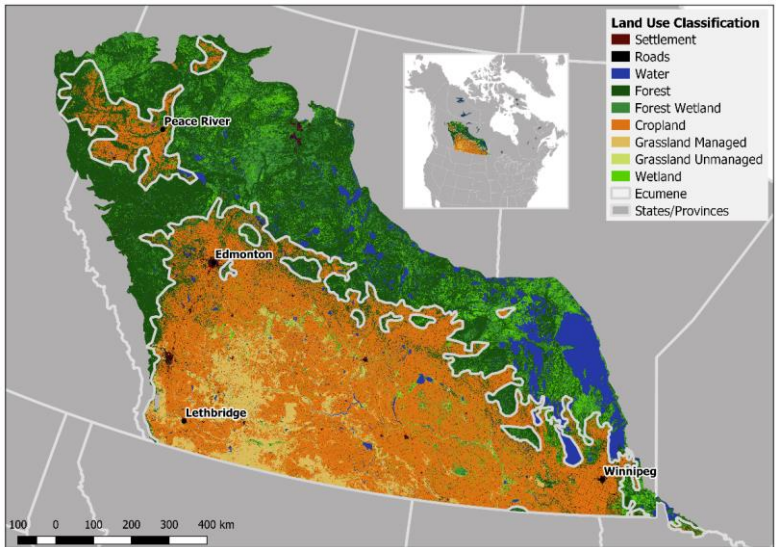 Land Use Classification
Settlement
Roads
Water
Forest
Forest Wetland
Cropland
Grassland Managed
Grassland Unmanaged
Wetland
Ecumene
States/Provinces
Peace River
Edmonton
Lethbridge
Winnipeg
100 0 100 200 300 400 km